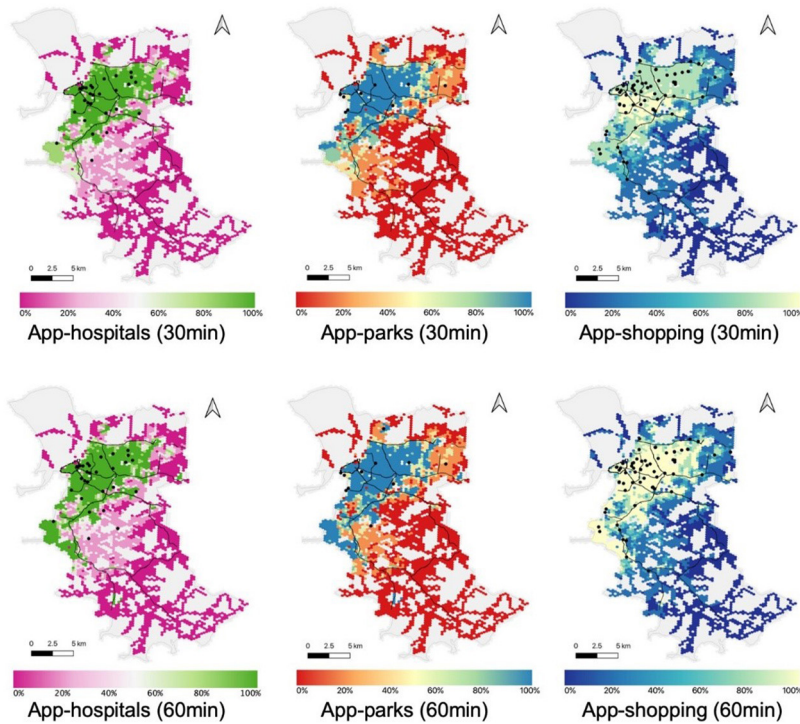 0 2.5 5 km
0 2.5 5 km
0 2.5 5 km
0% 20% 40% 60% 80% 100%
0% 20% 40% 60% 80% 100%
0% 20% 40% 60% 80% 100%
App-hospitals (30min)
App-parks (30min)
App-shopping (30min)
0 2.5 5 km
0 2.5 5 km
0 2.5 5 km
0% 20% 40% 60% 80% 100%
0% 20% 40% 60% 80% 100%
0% 20% 40% 60% 80% 100%
App-hospitals (60min)
App-parks (60min)
App-shopping (60min)